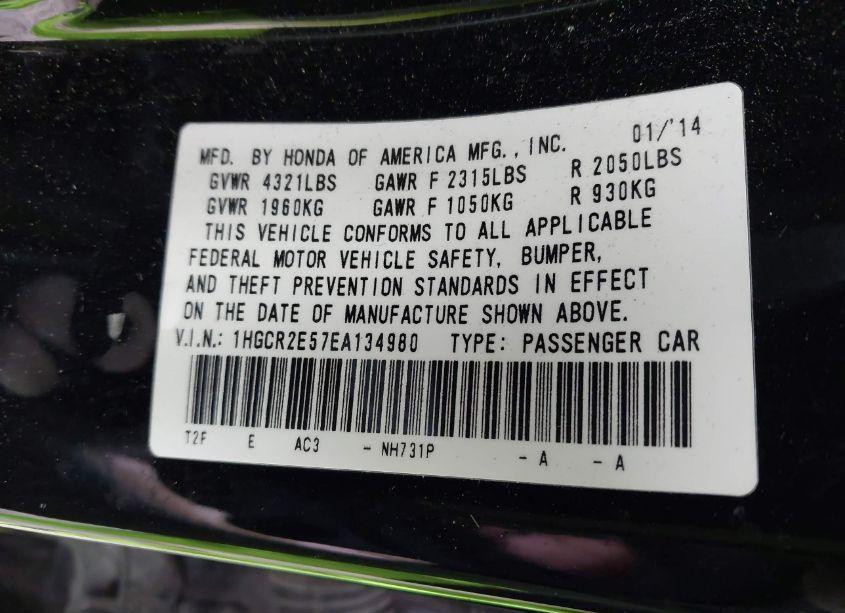 01/'14
MFD. BY HONDA OF AMERICA MFG., INC.
GVWR 4321LBS GAWR F 2315LBS R 2050LBS
GVWR 1960KG GAWR F 1050KG R 930KG
THIS VEHICLE CONFORMS TO ALL APPLICABLE
FEDERAL MOTOR VEHICLE SAFETY, BUMPER,
AND THEFT PREVENTION STANDARDS IN EFFECT
ON THE DATE OF MANUFACTURE SHOWN ABOVE.
V.I.N.: 1HGCR2E57EA134980 TYPE: PASSENGER CAR
T2F E AC3 - NH731P - A - A